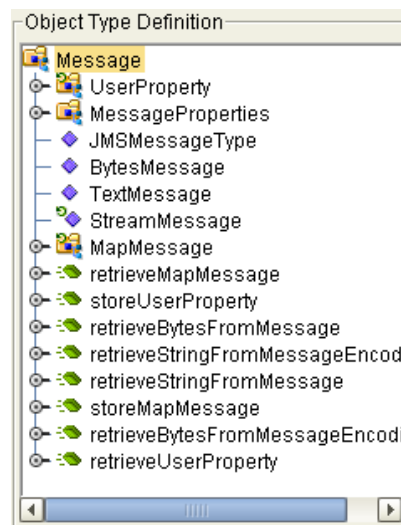 Object Type Definition
Message
UserProperty
MessageProperties
JMSMessageType
BytesMessage
TextMessage
StreamMessage
MapMessage
retrieveMapMessage
storeUserProperty
retrieveBytesFromMessage
retrieveStringFromMessageEncod
retrieveStringFromMessage
storeMapMessage
retrieveBytesFromMessageEncodi
retrieveUserProperty